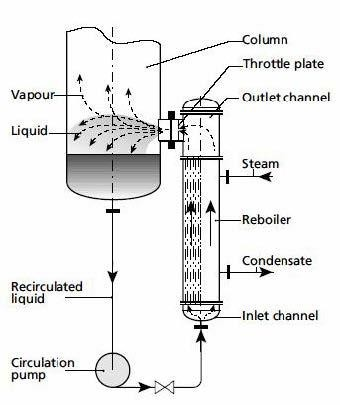 Column
Throttle plate
Vapour
Outlet channel
Liquid
Steam
Reboiler
Condensate
Recirculated
liquid
Inlet channel
Circulation
pump